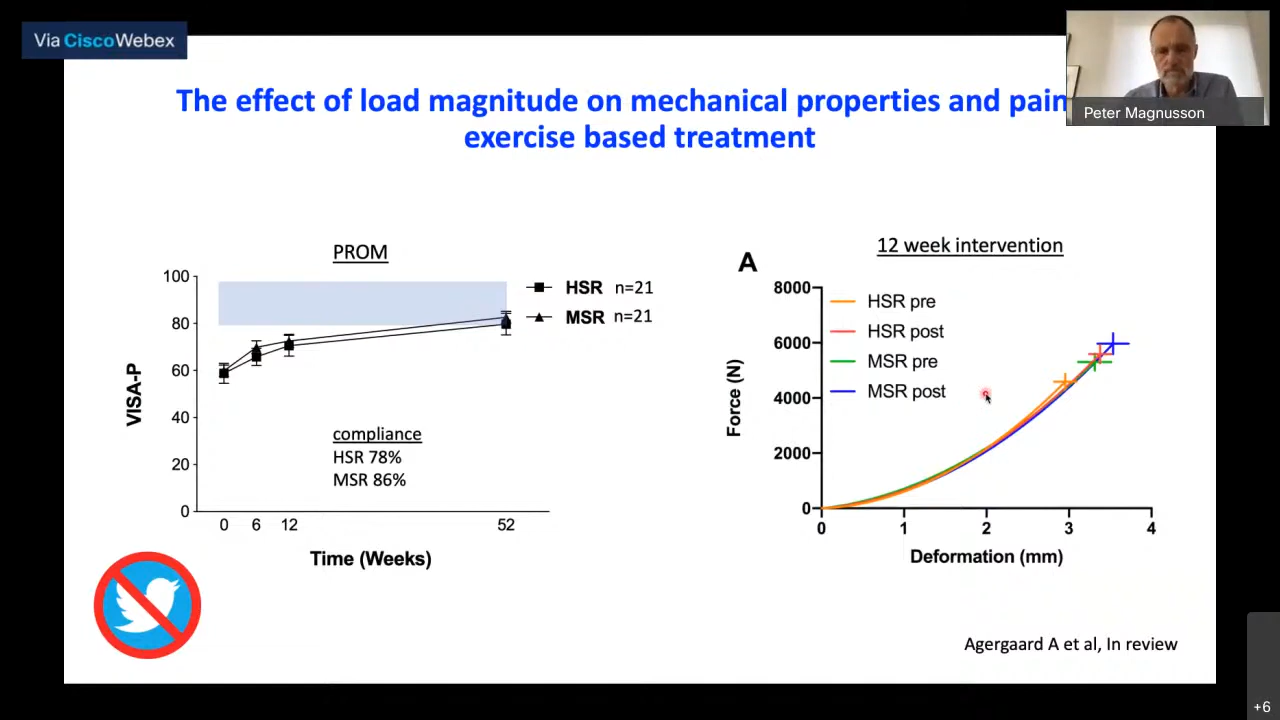 Via CiscoWebex
Peter Magnusson
The effect of load magnitude on mechanical properties and pain
exercise based treatment
PROM
100
80
60
40
20
0
VISA-P
HSR n=21
MSR n=21
compliance
HSR 78%
MSR 86%
0 6 12 52
Time (Weeks)
12 week intervention
A
8000
6000
4000
2000
0
Force (N)
HSR pre
HSR post
MSR pre
MSR post
0 1 2 3 4
Deformation (mm)
Agergaard A et al, In review
+6